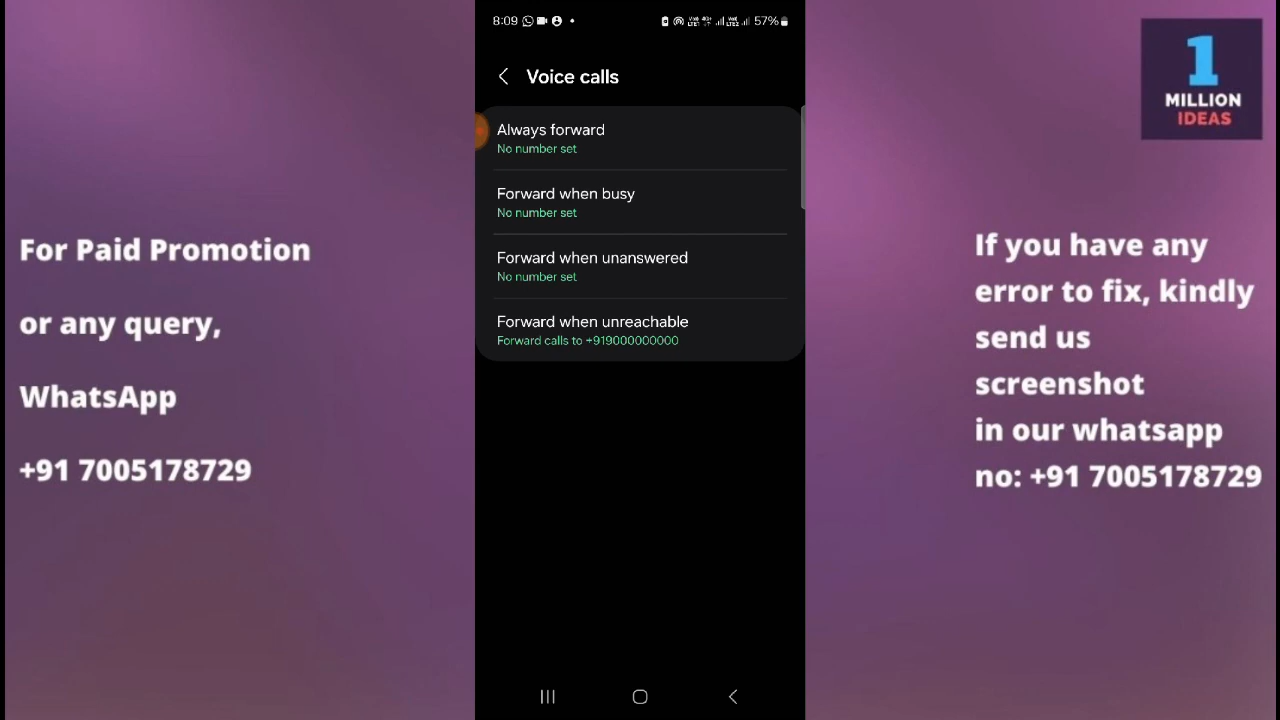 8:09
57%
Voice calls
Always forward
No number set
Forward when busy
No number set
Forward when unanswered
No number set
Forward when unreachable
Forward calls to +919000000000
For Paid Promotion
or any query,
WhatsApp
+91 7005178729
1
MILLION
IDEAS
If you have any
error to fix, kindly
send us
screenshot
in our whatsapp
no: +91 7005178729